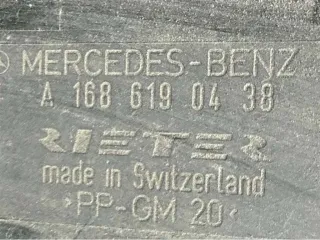 MERCEDES-BENZ
A 168 619 04 38
RIETER
made in Switzerland
>PP-GM 20<